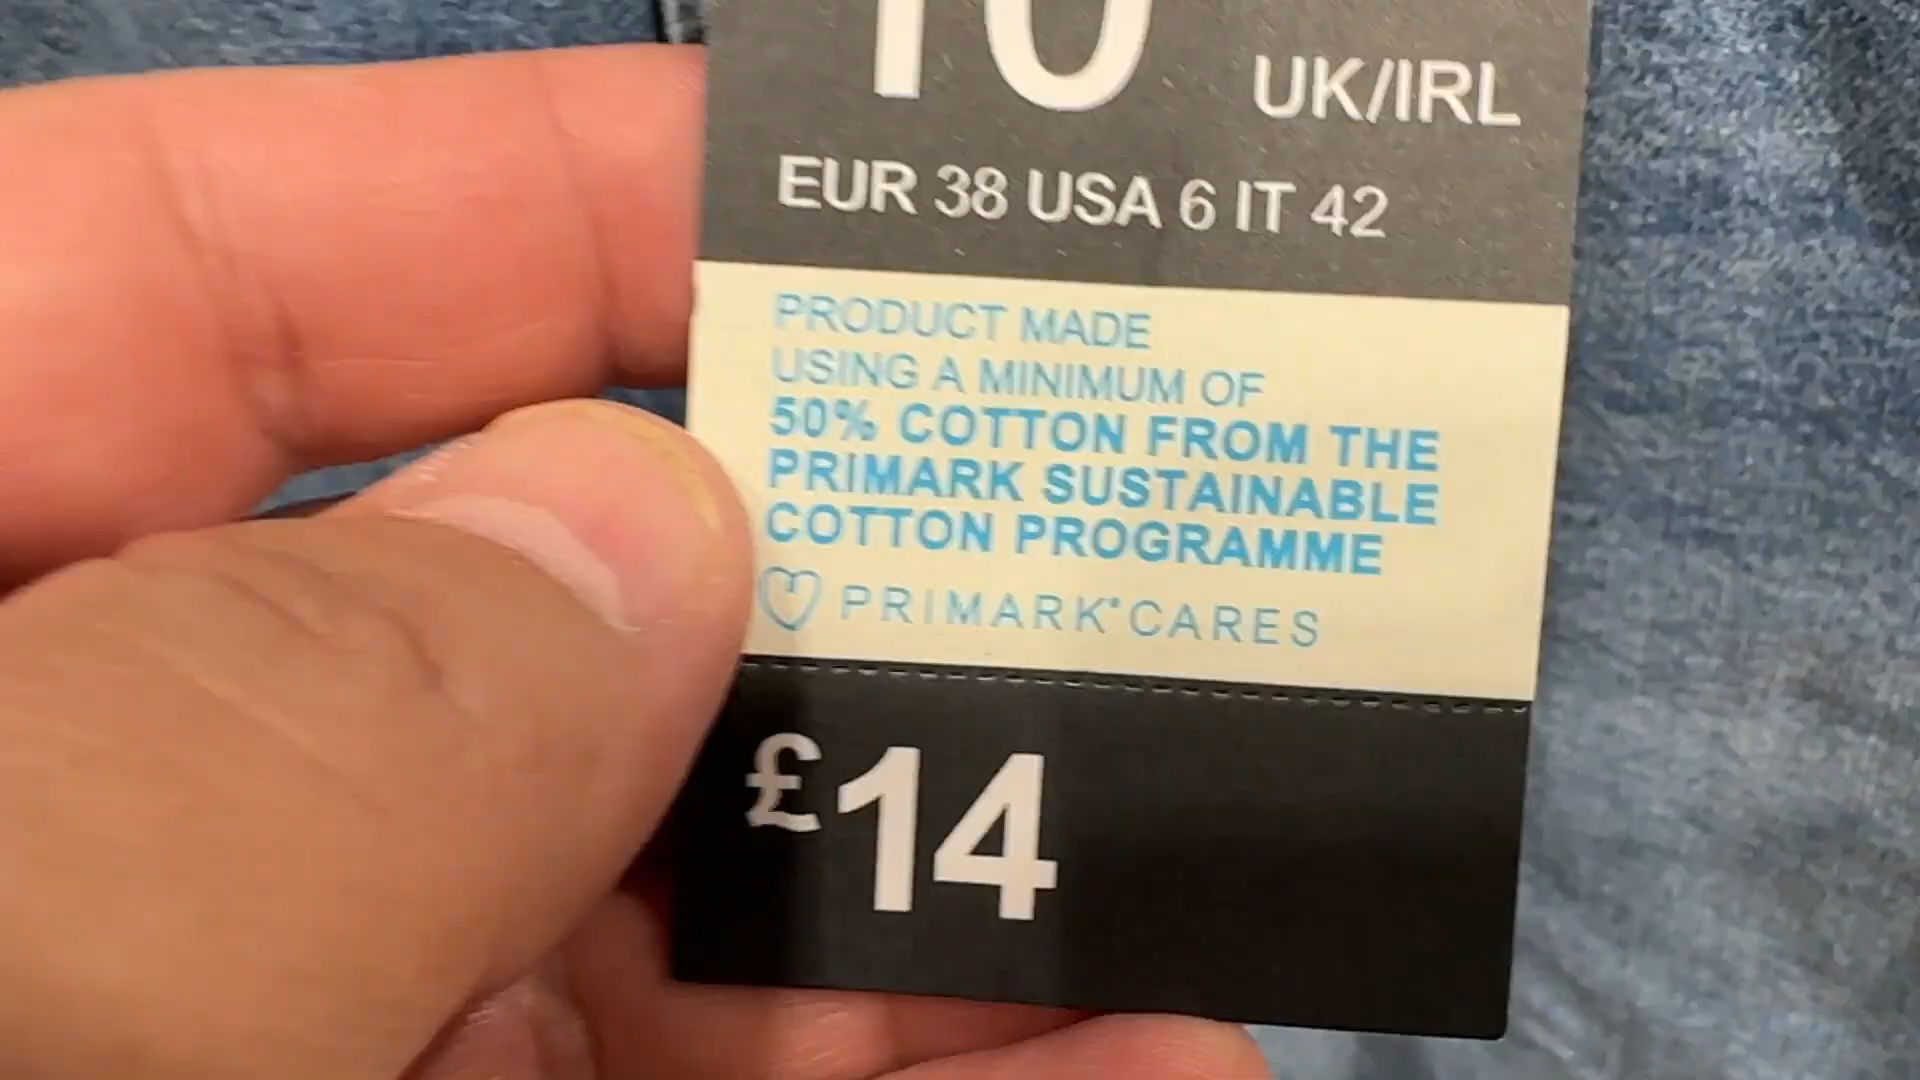 10 UK/IRL
EUR 38 USA 6 IT 42
PRODUCT MADE
USING A MINIMUM OF
50% COTTON FROM THE
PRIMARK SUSTAINABLE
COTTON PROGRAMME
PRIMARK® CARES
£14